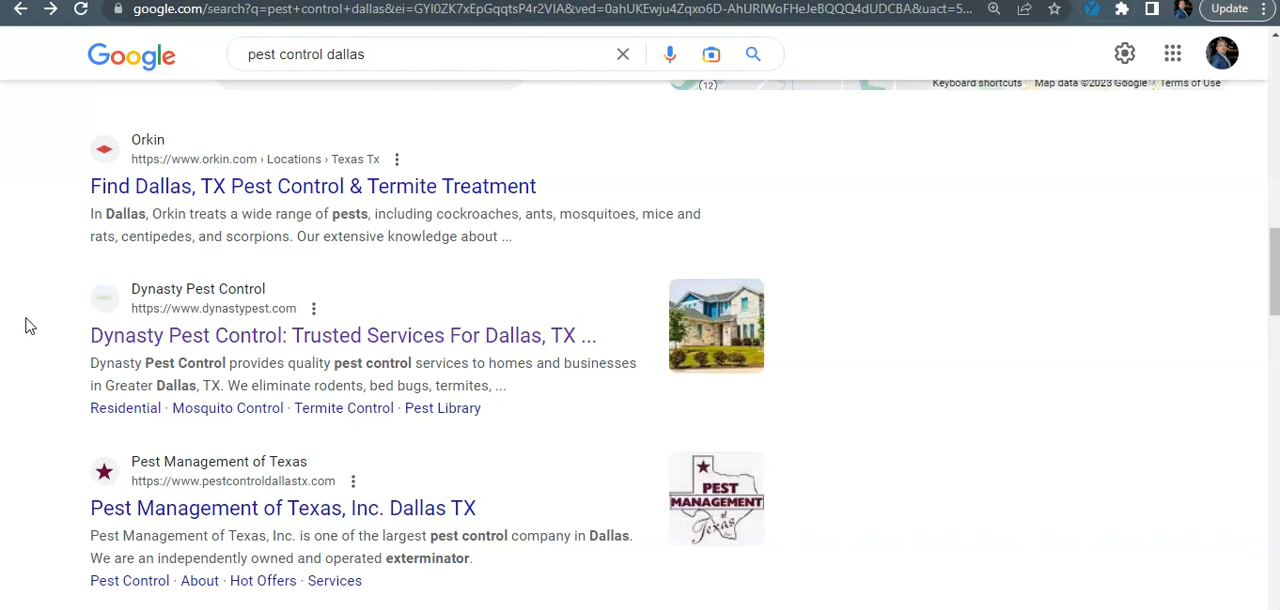 google.com/search?q=pest+control+dallas&ei=GYI0ZK7xEpGqqtsP4r2VIA&ved=0ahUKEwju4Zqxo6D-AhURIWoFHeJeBQQQ4dUDCBA&uact=5...
Update
Google
pest control dallas
(12)
Keyboard shortcuts Map data ©2023 Google Terms of Use
Orkin
https://www.orkin.com › Locations › Texas Tx
Find Dallas, TX Pest Control & Termite Treatment
In Dallas, Orkin treats a wide range of pests, including cockroaches, ants, mosquitoes, mice and
rats, centipedes, and scorpions. Our extensive knowledge about ...
Dynasty Pest Control
https://www.dynastypest.com
Dynasty Pest Control: Trusted Services For Dallas, TX ...
Dynasty Pest Control provides quality pest control services to homes and businesses
in Greater Dallas, TX. We eliminate rodents, bed bugs, termites, ...
Residential · Mosquito Control · Termite Control · Pest Library
Pest Management of Texas
https://www.pestcontroldallastx.com
Pest Management of Texas, Inc. Dallas TX
Pest Management of Texas, Inc. is one of the largest pest control company in Dallas.
We are an independently owned and operated exterminator.
Pest Control · About · Hot Offers · Services
PEST
MANAGEMENT
of
Texas